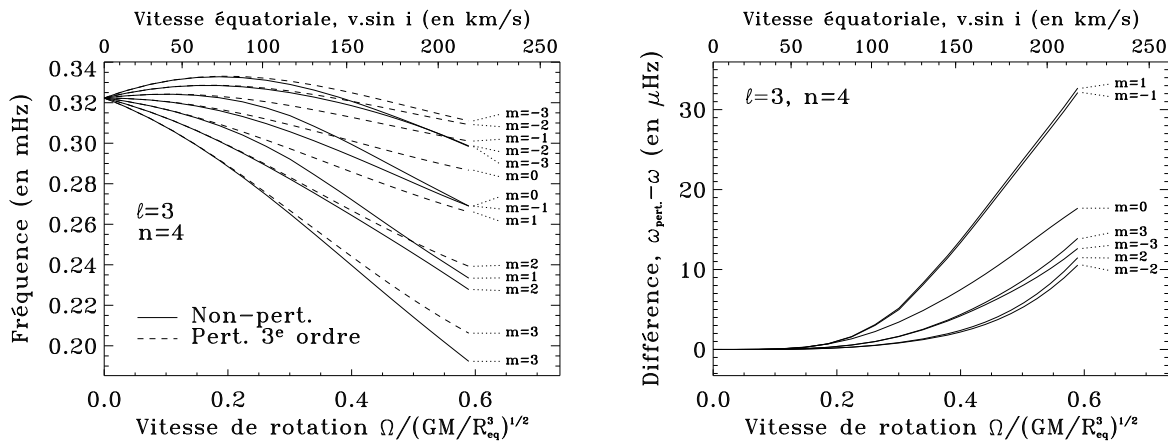 Vitesse équatoriale, v.sin i (en km/s)
0 50 100 150 200 250
Fréquence (en mHz)
0.34
0.32
0.30
0.28
0.26
0.24
0.22
0.20
ℓ=3
n=4
Non-pert.
Pert. 3e ordre
m=-3
m=-2
m=-1
m=-2
m=-3
m=0
m=0
m=-1
m=1
m=2
m=1
m=2
m=3
m=3
0.0 0.2 0.4 0.6
Vitesse de rotation Ω/(GM/R³eq)^1/2
Vitesse équatoriale, v.sin i (en km/s)
0 50 100 150 200 250
Différence, ωpert.-ω (en μHz)
30
20
10
0
ℓ=3, n=4
m=1
m=-1
m=0
m=3
m=-3
m=2
m=-2
0.0 0.2 0.4 0.6
Vitesse de rotation Ω/(GM/R³eq)^1/2